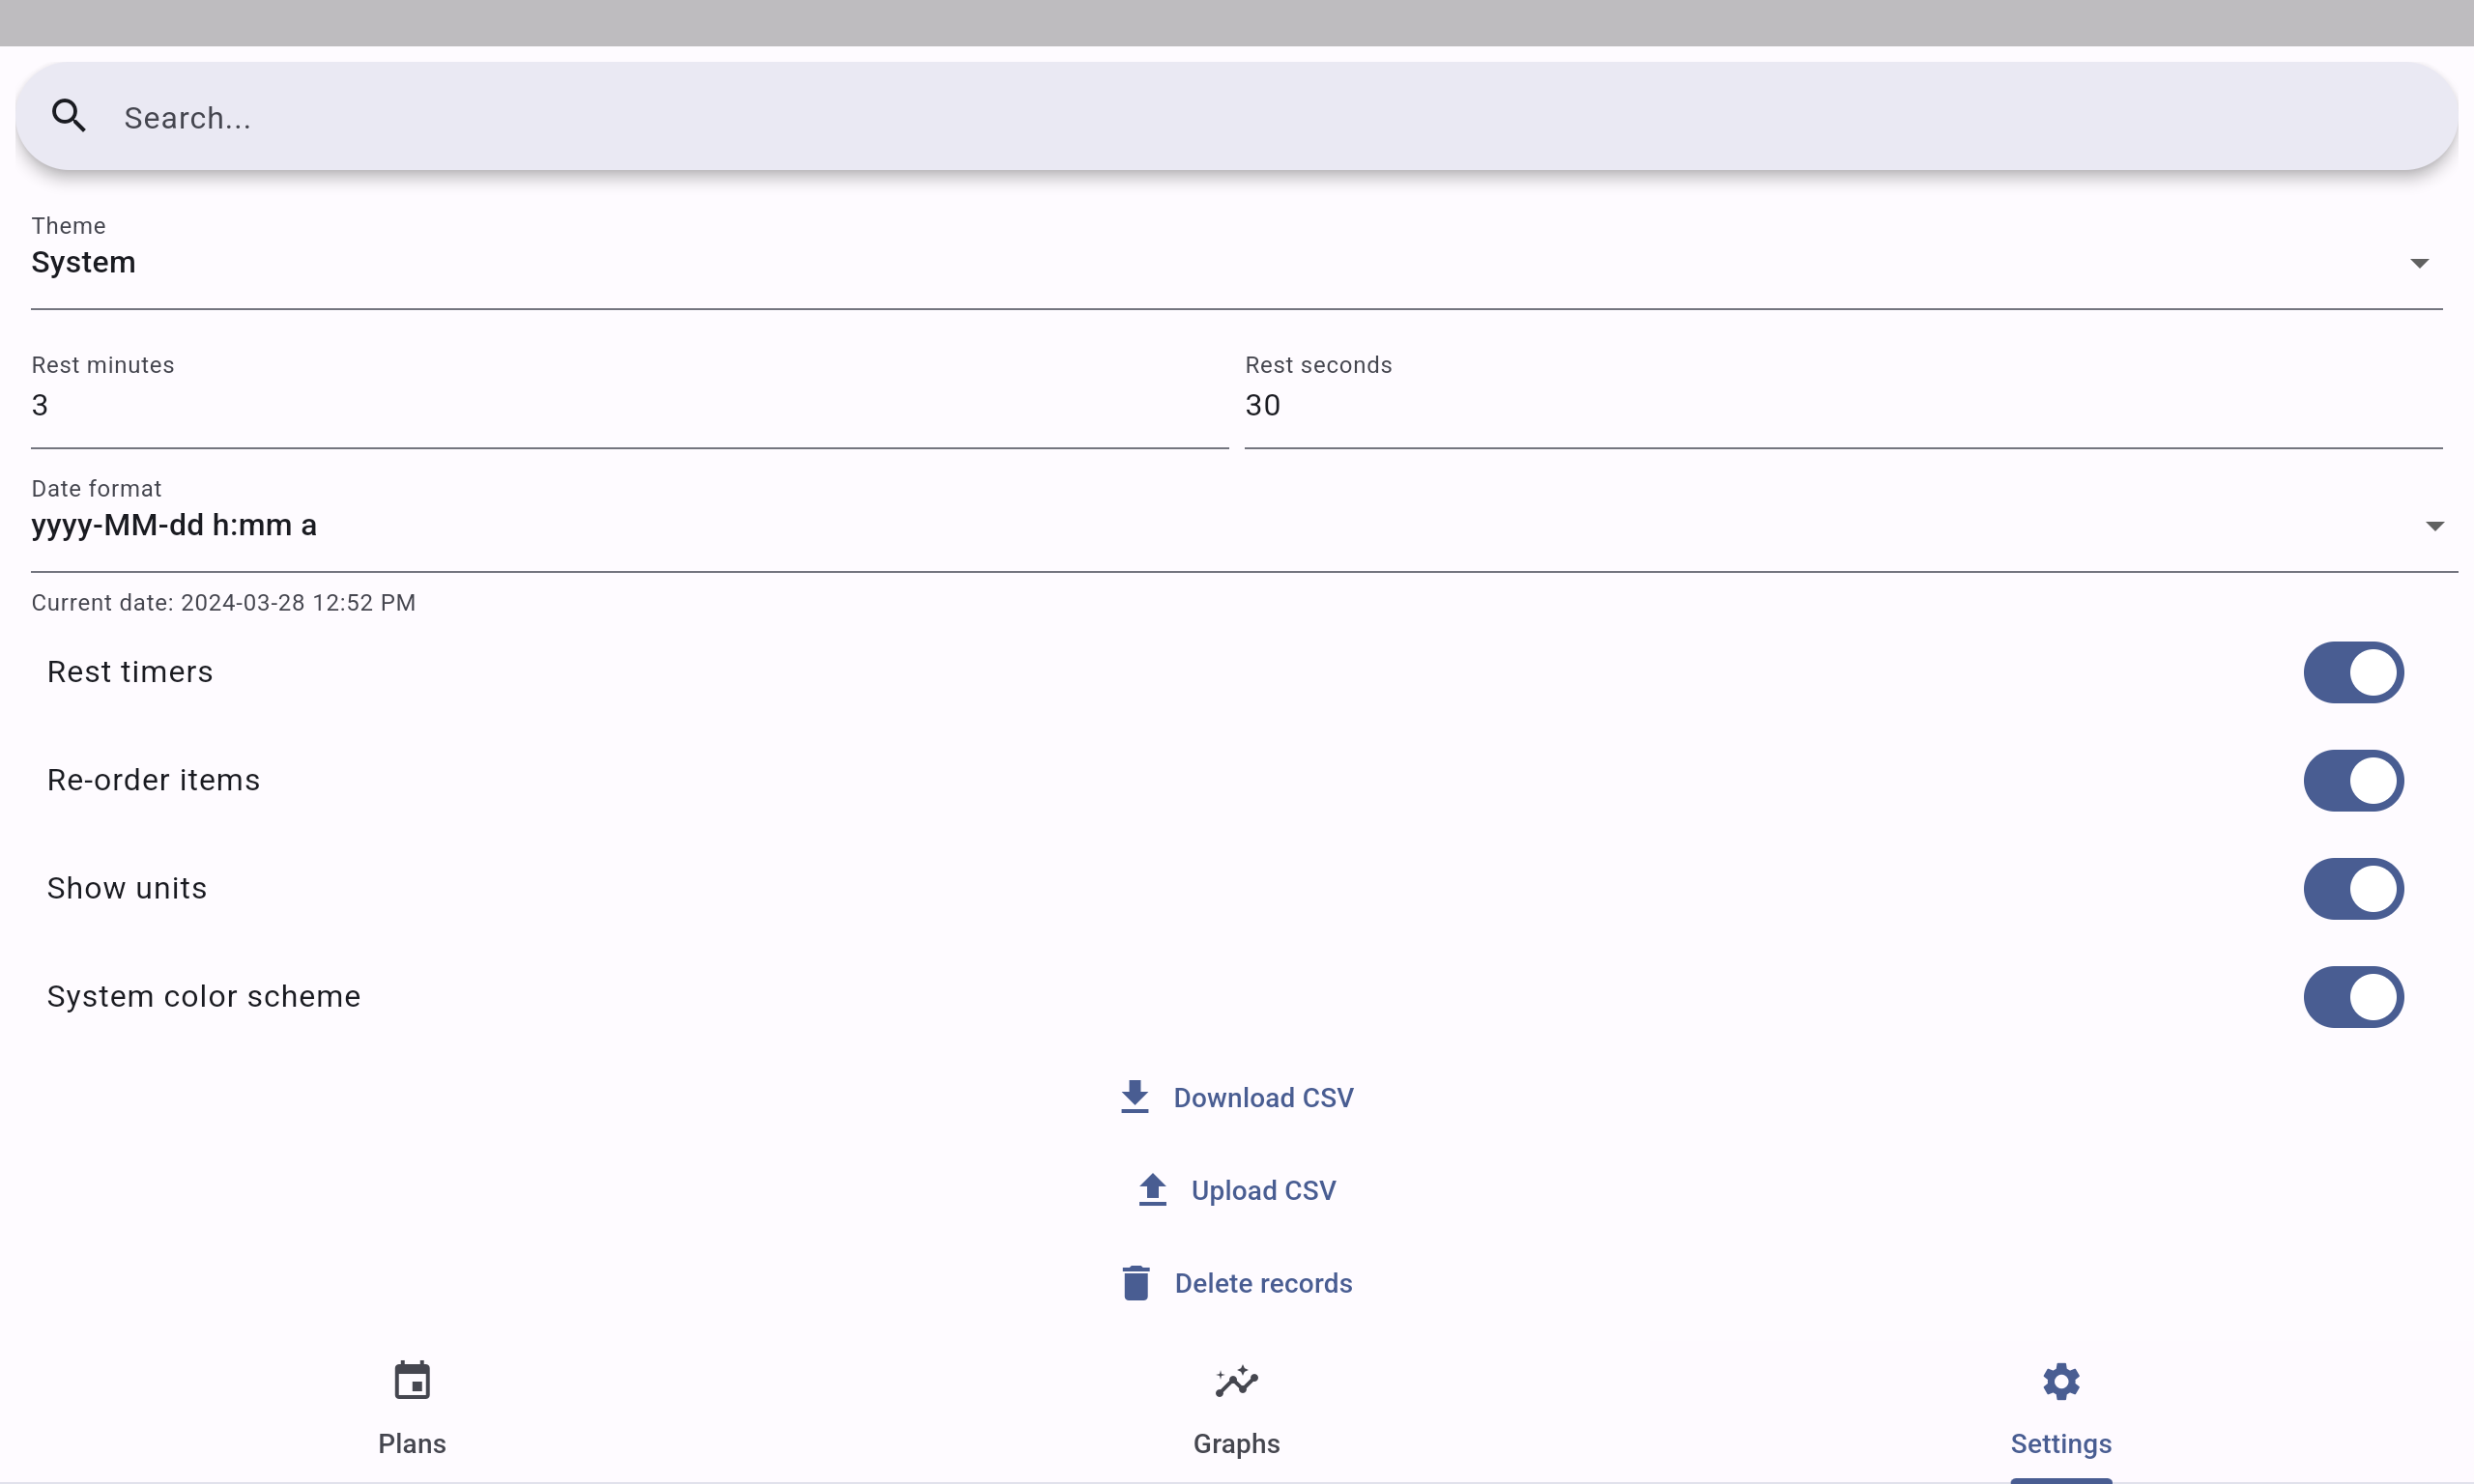 Search...
Theme
System
Rest minutes
Rest seconds
3
30
Date format
yyyy-MM-dd h:mm a
Current date: 2024-03-28 12:52 PM
Rest timers
Re-order items
Show units
System color scheme
Download CSV
Upload CSV
Delete records
Plans
Graphs
Settings